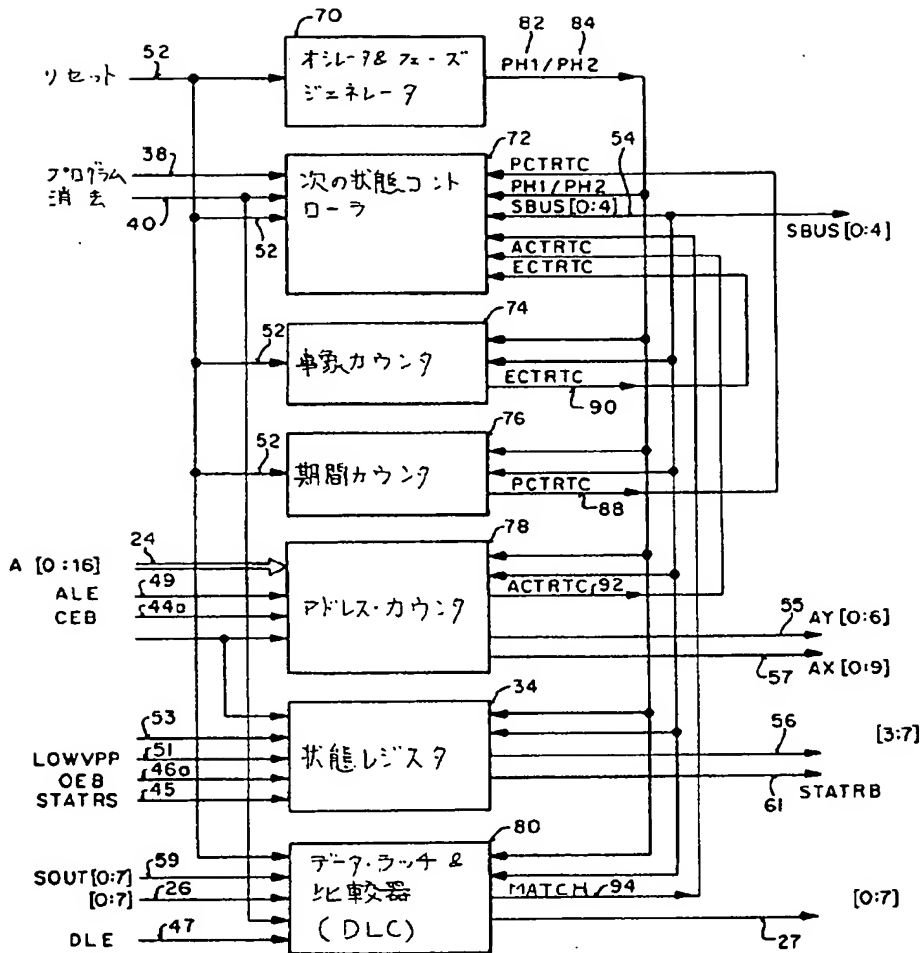 70
82 84
52
リセット
オシレータ& フェーズ
ジェネレータ
PH1/PH2
72
54
38
プログラム
消去
40
52
次の状態コント
ローラ
PCTRTC
PH1/PH2
SBUS[0:4]
SBUS[0:4]
ACTRTC
ECTRTC
74
52
事象カウンタ
ECTRTC
90
76
52
期間カウンタ
PCTRTC
88
78
24
A [0:16]
49
ALE
44a
CEB
アドレス・カウンタ
ACTRTC 92
55
AY [0:6]
57
AX [0:9]
34
53
51
LOWVPP
46a
OEB
45
STATRS
状態レジスタ
56
[3:7]
61
STATRB
80
59
SOUT[0:7]
26
[0:7]
47
DLE
データ・ラッチ &
比較器
(DLC)
MATCH 94
[0:7]
27